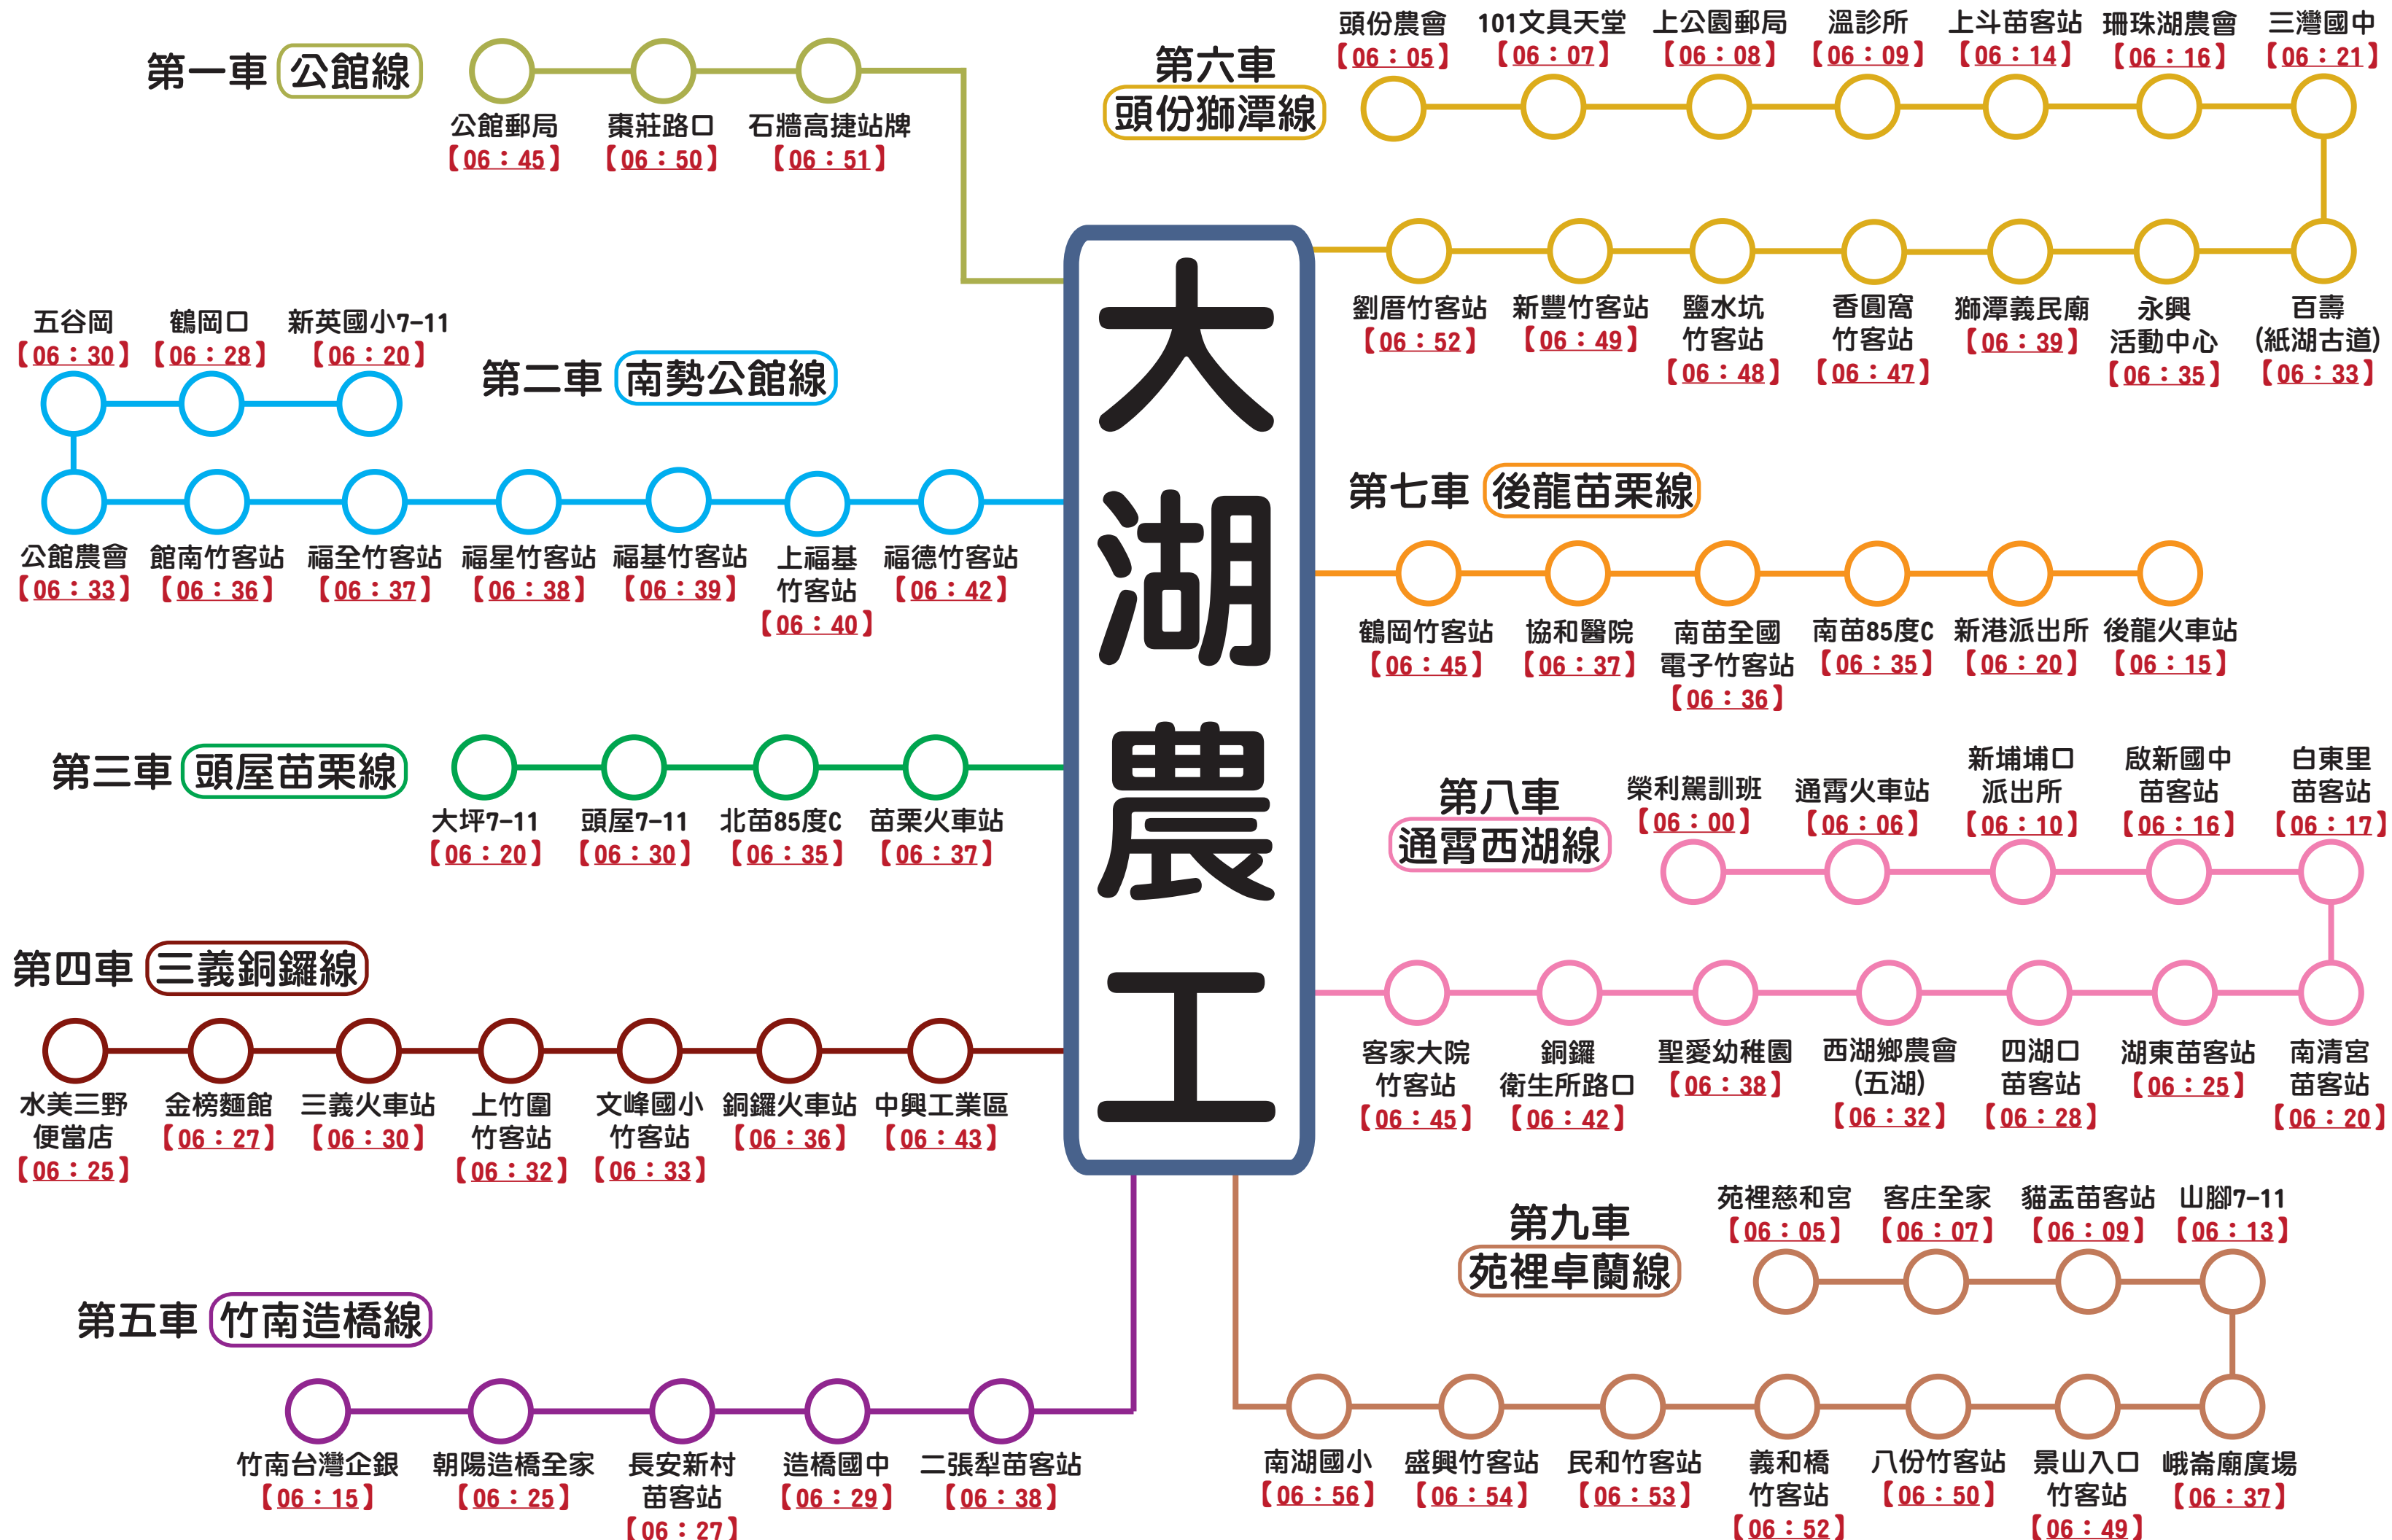 第一車 公館線
公館郵局
【06：45】
棗莊路口
【06：50】
石牆高捷站牌
【06：51】
第二車 南勢公館線
新英國小7-11
【06：20】
鶴岡口
【06：28】
五谷岡
【06：30】
公館農會
【06：33】
館南竹客站
【06：36】
福全竹客站
【06：37】
福星竹客站
【06：38】
福基竹客站
【06：39】
上福基
竹客站
【06：40】
福德竹客站
【06：42】
第三車 頭屋苗栗線
大坪7-11
【06：20】
頭屋7-11
【06：30】
北苗85度C
【06：35】
苗栗火車站
【06：37】
第四車 三義銅鑼線
水美三野
便當店
【06：25】
金榜麵館
【06：27】
三義火車站
【06：30】
上竹圍
竹客站
【06：32】
文峰國小
竹客站
【06：33】
銅鑼火車站
【06：36】
中興工業區
【06：43】
第五車 竹南造橋線
竹南台灣企銀
【06：15】
朝陽造橋全家
【06：25】
長安新村
苗客站
【06：27】
造橋國中
【06：29】
二張犁苗客站
【06：38】
大湖農工
第六車
頭份獅潭線
頭份農會
【06：05】
101文具天堂
【06：07】
上公園郵局
【06：08】
溫診所
【06：09】
上斗苗客站
【06：14】
珊珠湖農會
【06：16】
三灣國中
【06：21】
劉厝竹客站
【06：52】
新豐竹客站
【06：49】
鹽水坑
竹客站
【06：48】
香圓窩
竹客站
【06：47】
獅潭義民廟
【06：39】
永興
活動中心
【06：35】
百壽
(紙湖古道)
【06：33】
第七車 後龍苗栗線
鶴岡竹客站
【06：45】
協和醫院
【06：37】
南苗全國
電子竹客站
【06：36】
南苗85度C
【06：35】
新港派出所
【06：20】
後龍火車站
【06：15】
第八車
通霄西湖線
榮利駕訓班
【06：00】
通霄火車站
【06：06】
新埔埔口
派出所
【06：10】
啟新國中
苗客站
【06：16】
白東里
苗客站
【06：17】
客家大院
竹客站
【06：45】
銅鑼
衛生所路口
【06：42】
聖愛幼稚園
【06：38】
西湖鄉農會
(五湖)
【06：32】
四湖口
苗客站
【06：28】
湖東苗客站
【06：25】
南清宮
苗客站
【06：20】
第九車
苑裡卓蘭線
苑裡慈和宮
【06：05】
客庄全家
【06：07】
貓盂苗客站
【06：09】
山腳7-11
【06：13】
南湖國小
【06：56】
盛興竹客站
【06：54】
民和竹客站
【06：53】
義和橋
竹客站
【06：52】
八份竹客站
【06：50】
景山入口
竹客站
【06：49】
峨崙廟廣場
【06：37】